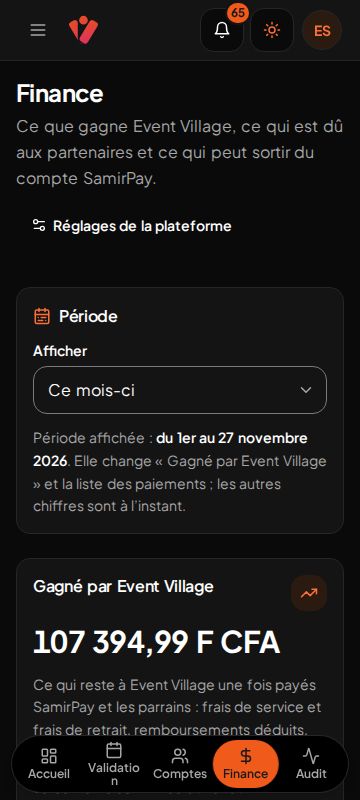 65
ES
Finance
Ce que gagne Event Village, ce qui est dû
aux partenaires et ce qui peut sortir du
compte SamirPay.
Réglages de la plateforme
Période
Afficher
Ce mois-ci
Période affichée : du 1er au 27 novembre
2026. Elle change « Gagné par Event Village
» et la liste des paiements ; les autres
chiffres sont à l'instant.
Gagné par Event Village
107 394,99 F CFA
Ce qui reste à Event Village une fois payés
SamirPay et les parrains : frais de service et
frais de retrait, remboursements déduits.
Accueil
Validatio
n
Comptes
Finance
Audit